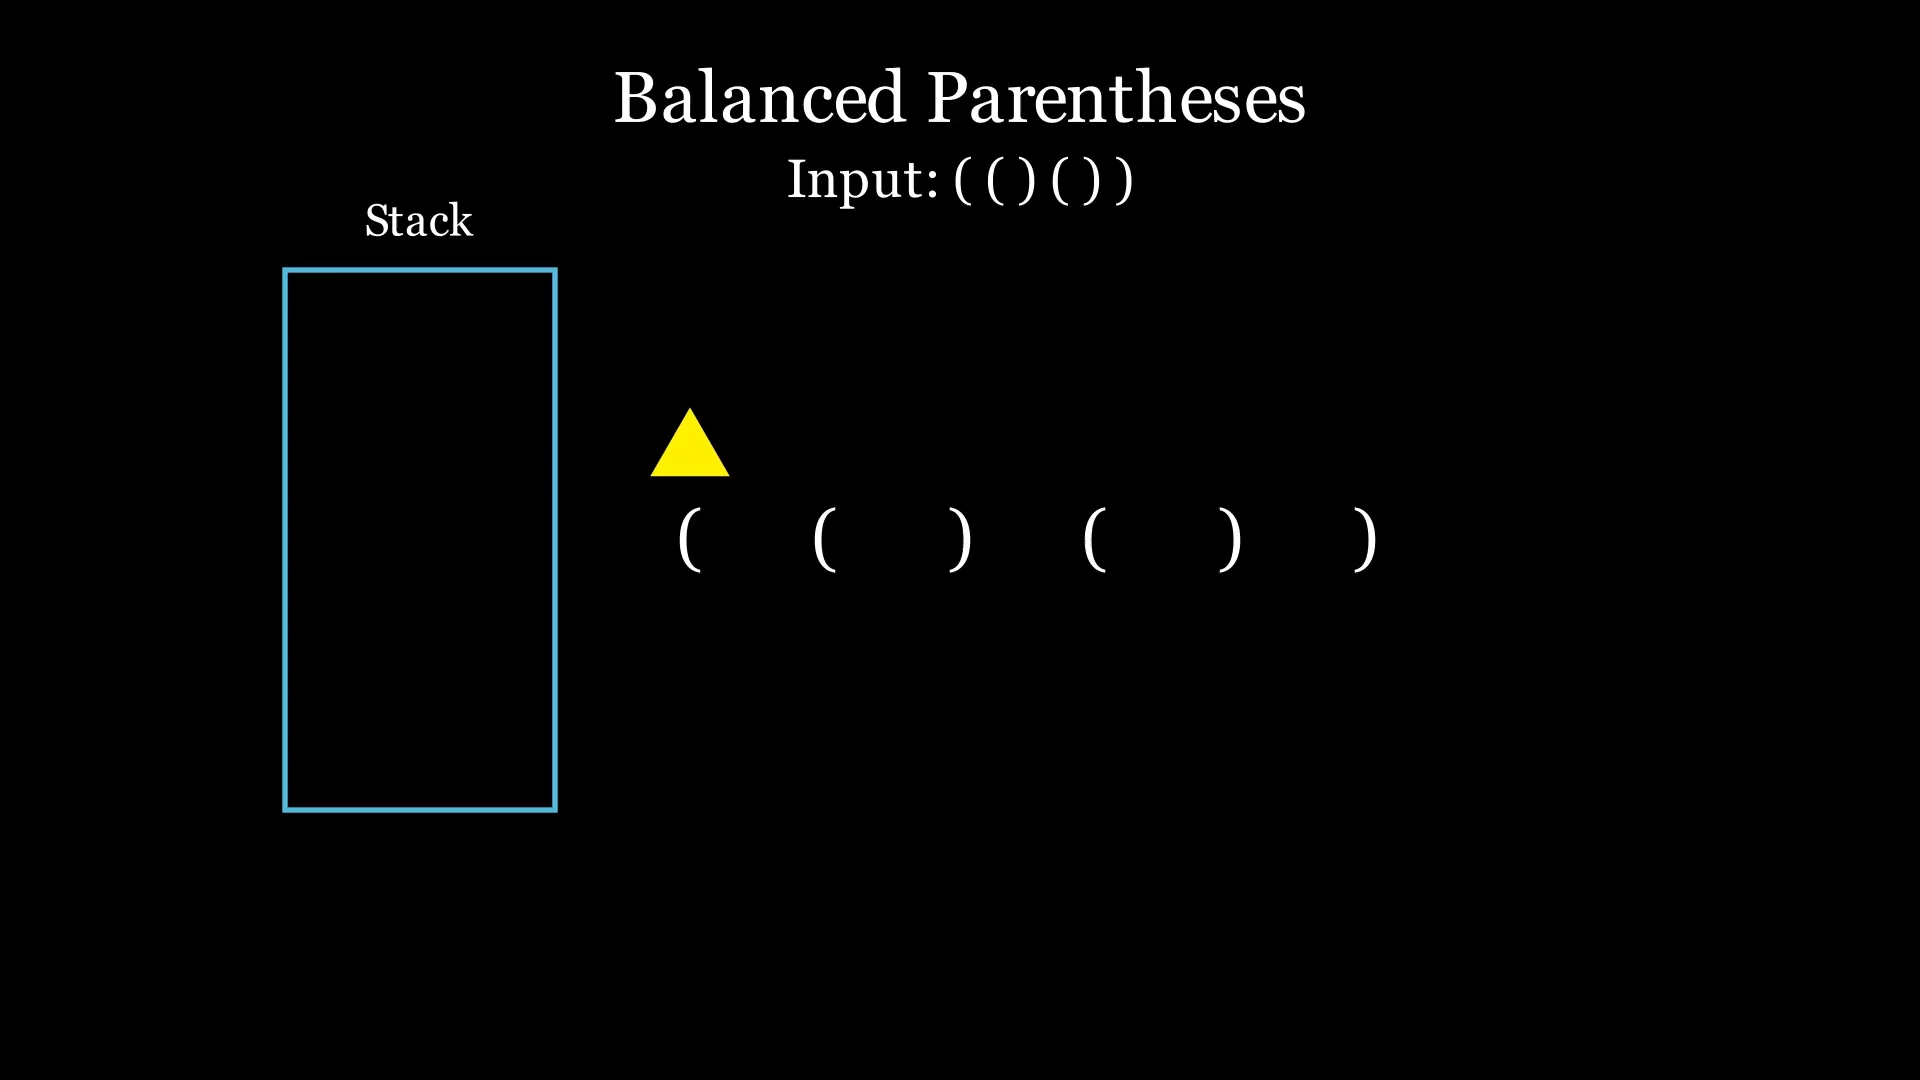 Balanced Parentheses
Input: ( ( ) ( ) )
Stack
( ( ) ( ) )